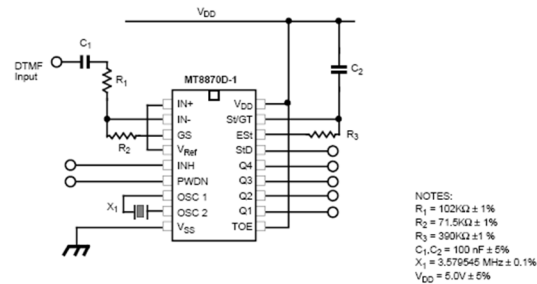 VDD
C1
DTMF
Input
R1
C2
MT8870D-1
IN+ VDD
IN- St/GT
GS ESt
R2 R3
VRef StD
INH Q4
PWDN Q3
OSC 1 Q2
X1
OSC 2 Q1
VSS TOE
NOTES:
R1 = 102KΩ ± 1%
R2 = 71.5KΩ ± 1%
R3 = 390KΩ ±1 %
C1,C2 = 100 nF ± 5%
X1 = 3.579545 MHz ± 0.1%
VDD = 5.0V ± 5%